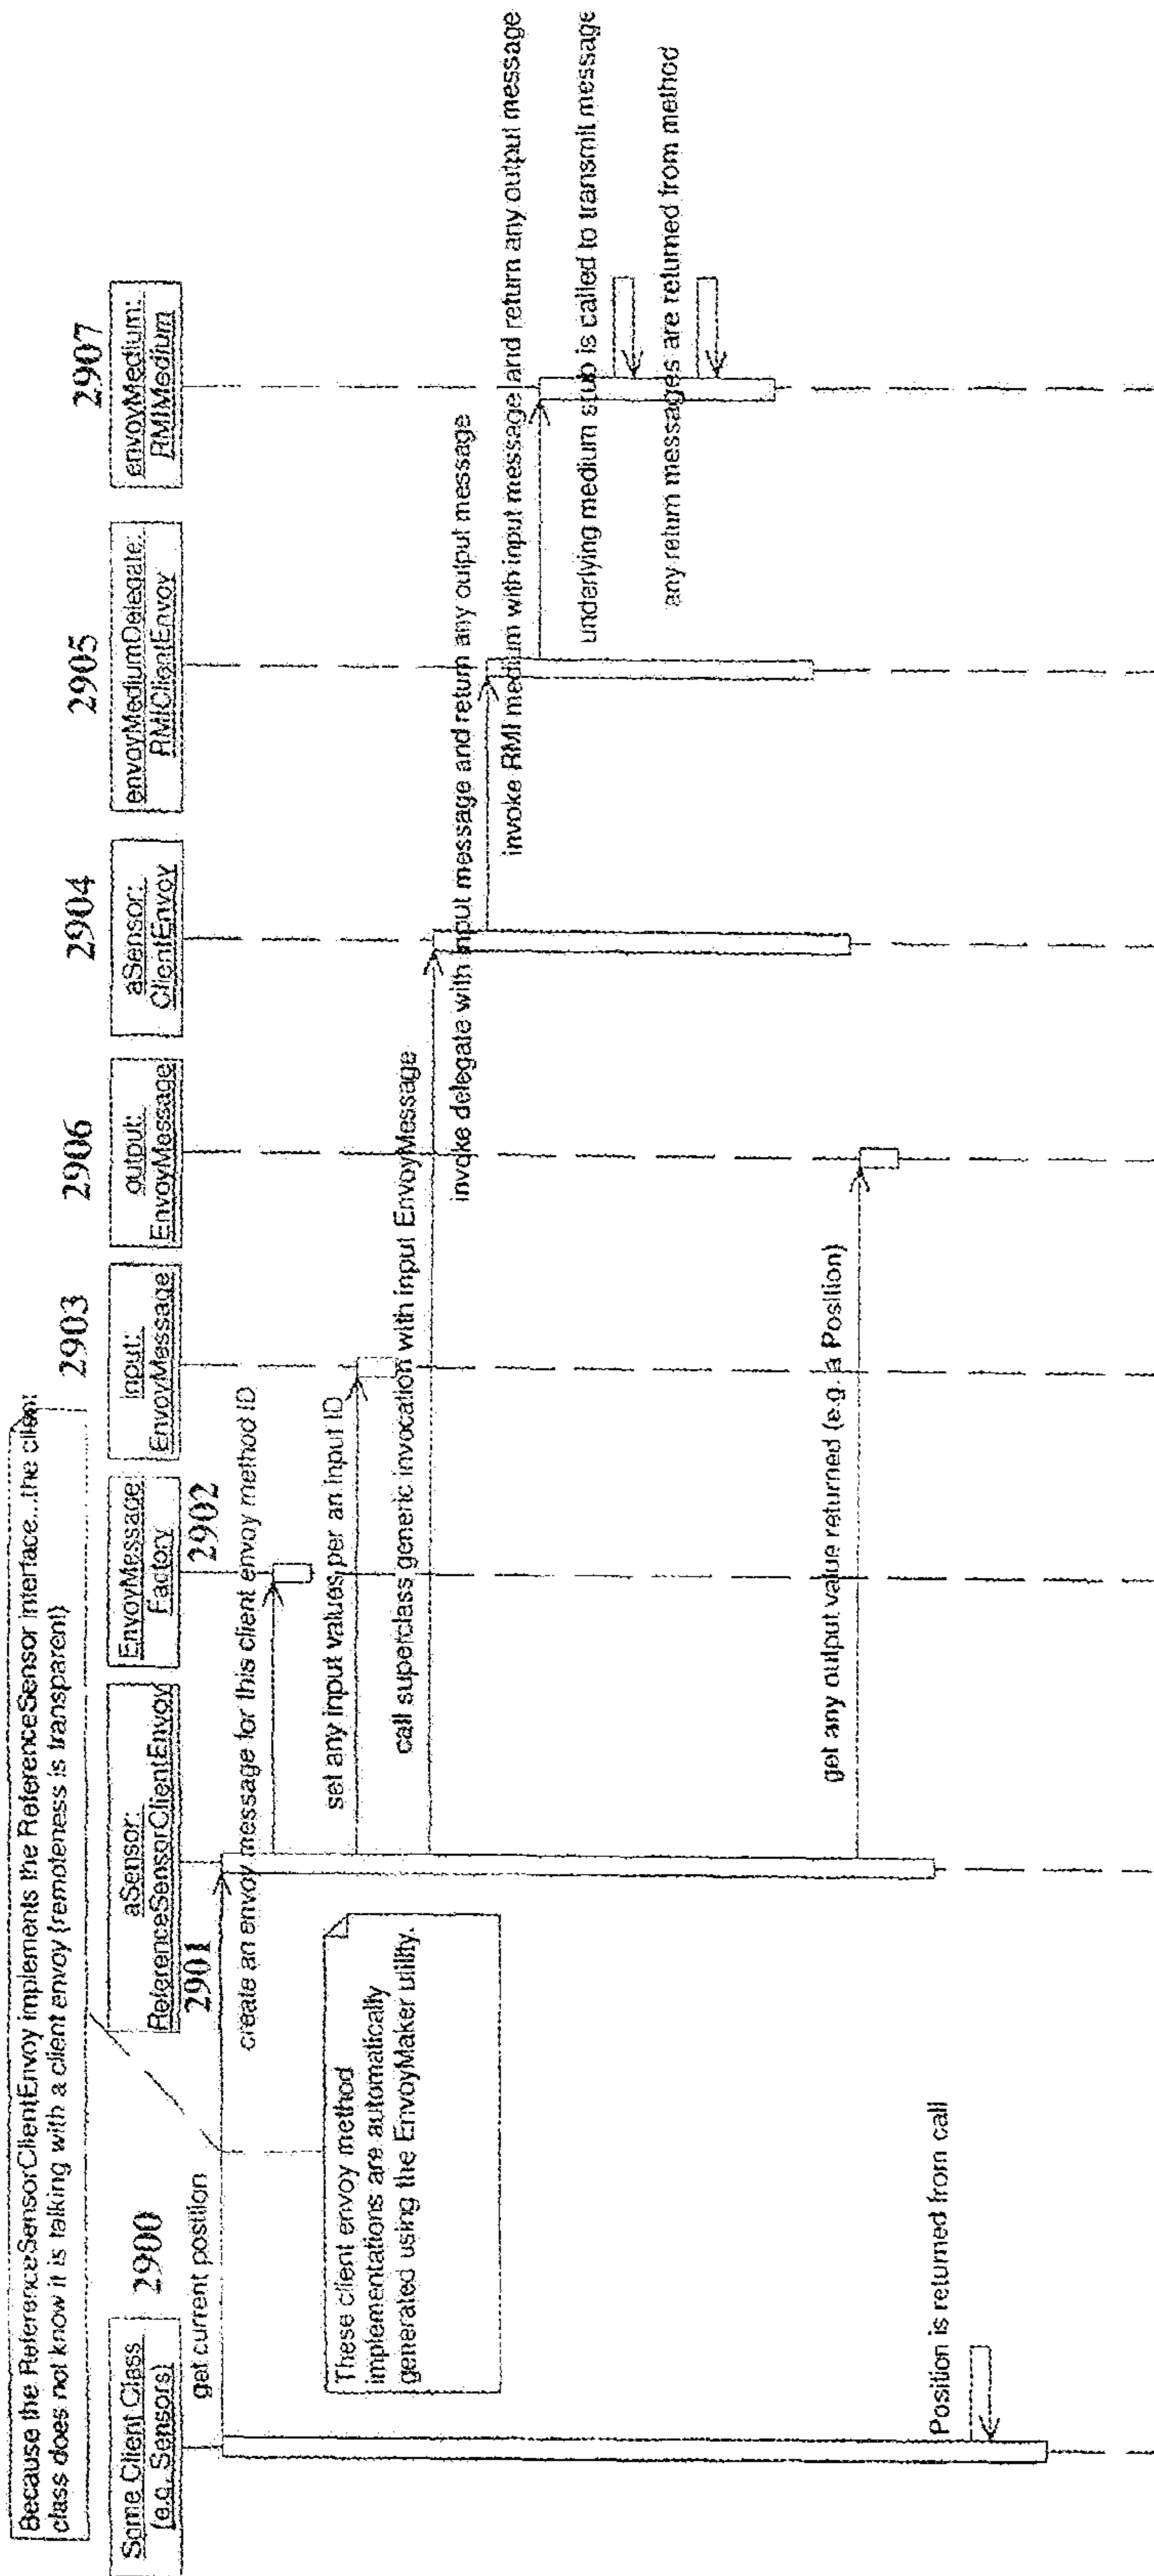 Because the ReferenceSensorClientEnvoy implements the ReferenceSensor interface...the client
class does not know it is talking with a client envoy (remoteness is transparent)
Some Client Class
(e.g. Sensors)
2900
aSensor:
ReferenceSensorClientEnvoy
2901
EnvoyMessage
Factory
2902
Input:
EnvoyMessage
2903
output:
EnvoyMessage
2906
aSensor:
ClientEnvoy
2904
envoyMediumDelegate:
RMIClientEnvoy
2905
envoyMedium:
RMIMedium
2907
get current position
create an envoy message for this client envoy method ID
These client envoy method
implementations are automatically
generated using the EnvoyMaker utility.
set any input values per an Input ID
call superclass generic invocation with input EnvoyMessage
invoke delegate with input message and return any output message
invoke RMI medium with input message and return any output message
underlying medium stub is called to transmit message
any return messages are returned from method
get any output value returned (e.g. a Position)
Position is returned from call